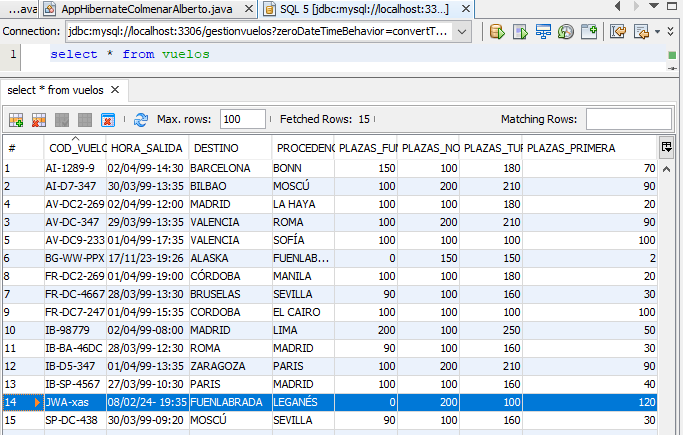 ...ava
AppHibernateColmenarAlberto.java
SQL 5 [jdbc:mysql://localhost:33...]
Connection: jdbc:mysql://localhost:3306/gestionvuelos?zeroDateTimeBehavior=convertT...
1 select * from vuelos
select * from vuelos
Max. rows: 100 Fetched Rows: 15 Matching Rows:
# COD_VUELO HORA_SALIDA DESTINO PROCEDENC PLAZAS_FUM PLAZAS_NO PLAZAS_TUR PLAZAS_PRIMERA
1 AI-1289-9 02/04/99-14:30 BARCELONA BONN 150 100 180 70
2 AI-D7-347 30/03/99-13:35 BILBAO MOSCÚ 100 200 210 90
4 AV-DC2-269 02/04/99-12:00 MADRID LA HAYA 100 100 180 20
3 AV-DC-347 29/03/99-13:35 VALENCIA ROMA 100 200 210 90
5 AV-DC9-233 01/04/99-17:35 VALENCIA SOFÍA 100 100 100 100
6 BG-WW-PPX 17/11/23-19:26 ALASKA FUENLAB... 0 150 150 2
8 FR-DC2-269 01/04/99-19:00 CÓRDOBA MANILA 100 100 180 20
7 FR-DC-4667 28/03/99-13:30 BRUSELAS SEVILLA 90 100 160 30
9 FR-DC7-247 01/04/99-15:35 CORDOBA EL CAIRO 100 100 100 100
10 IB-98779 02/04/99-08:00 MADRID LIMA 200 100 250 50
11 IB-BA-46DC 28/03/99-12:30 ROMA MADRID 90 100 160 30
12 IB-D5-347 01/04/99-13:35 ZARAGOZA PARIS 100 200 210 90
13 IB-SP-4567 27/03/99-10:30 PARIS MADRID 100 100 160 40
14 JWA-xas 08/02/24- 19:35 FUENLABRADA LEGANÉS 0 200 100 120
15 SP-DC-438 30/03/99-09:20 MOSCÚ SEVILLA 90 100 160 30